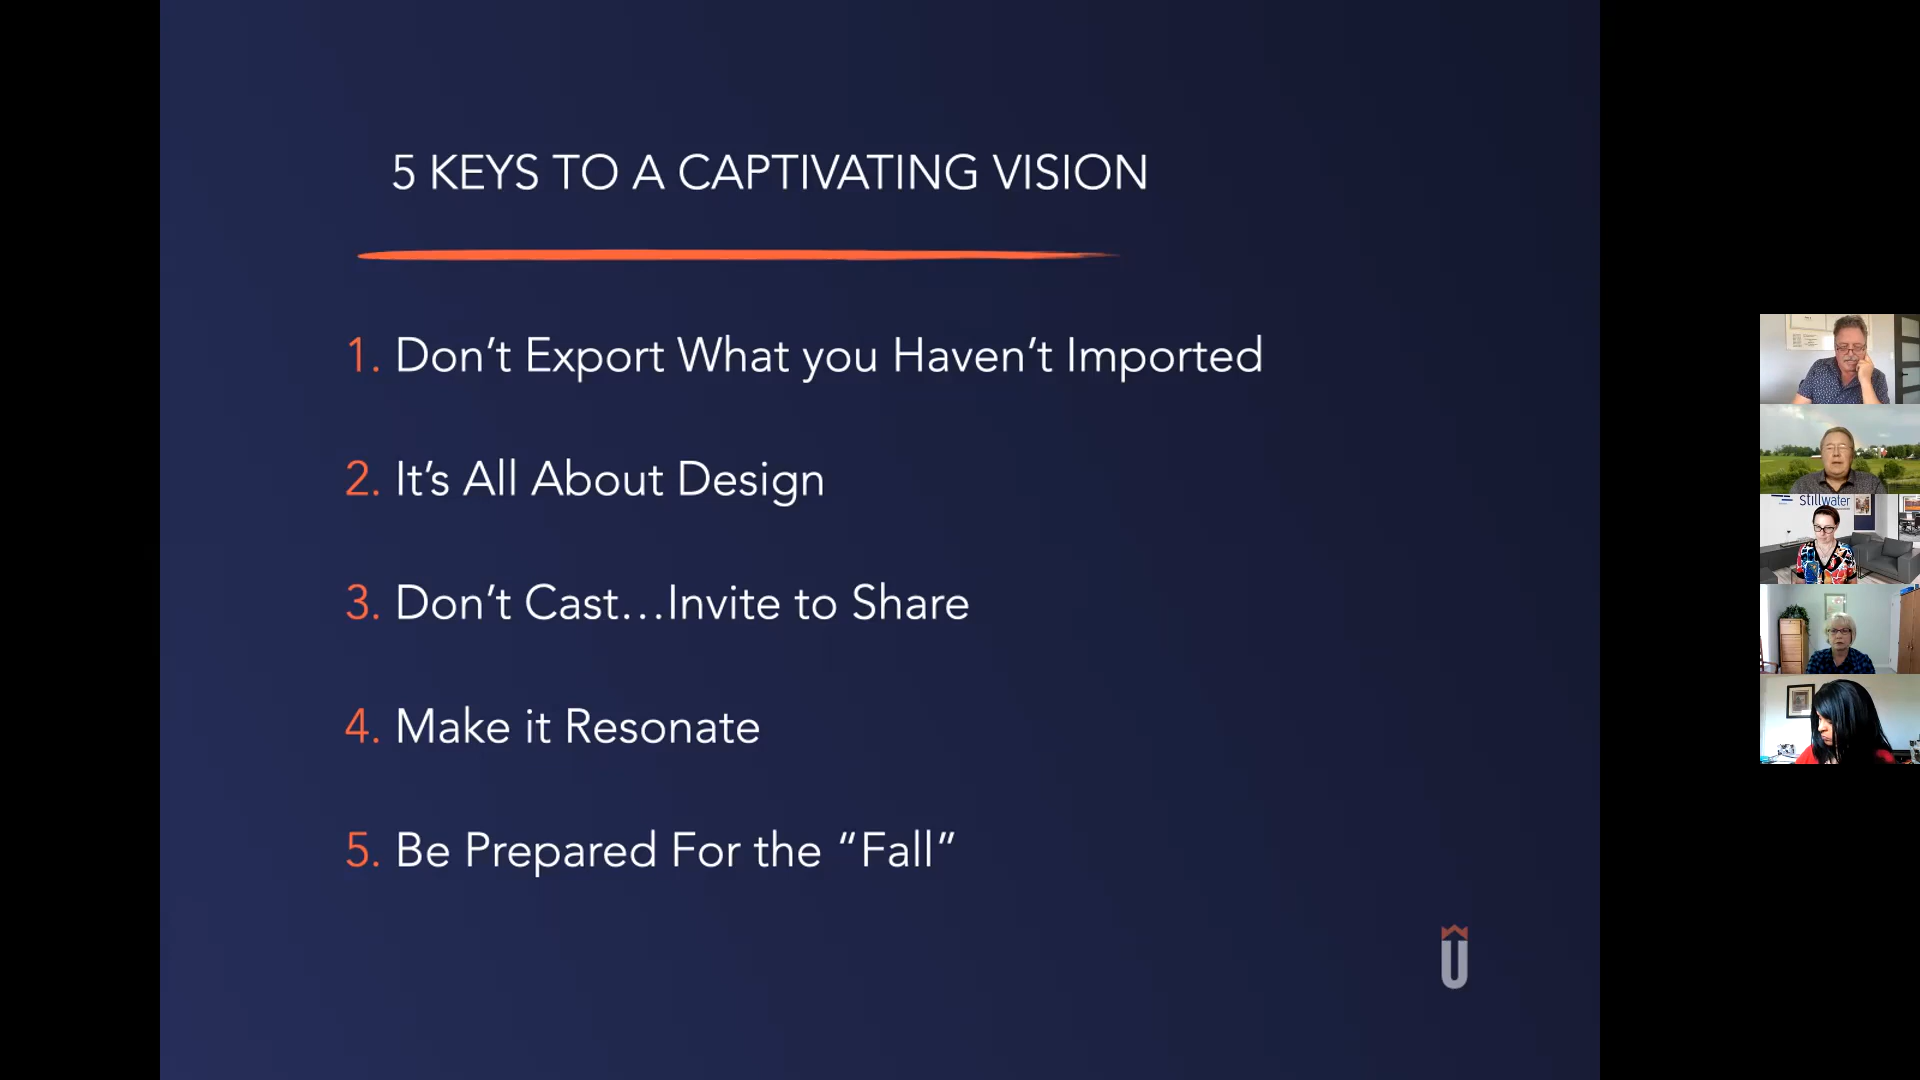 5 KEYS TO A CAPTIVATING VISION
1. Don’t Export What you Haven’t Imported
2. It’s All About Design
3. Don’t Cast…Invite to Share
4. Make it Resonate
5. Be Prepared For the “Fall”
U
stillwater